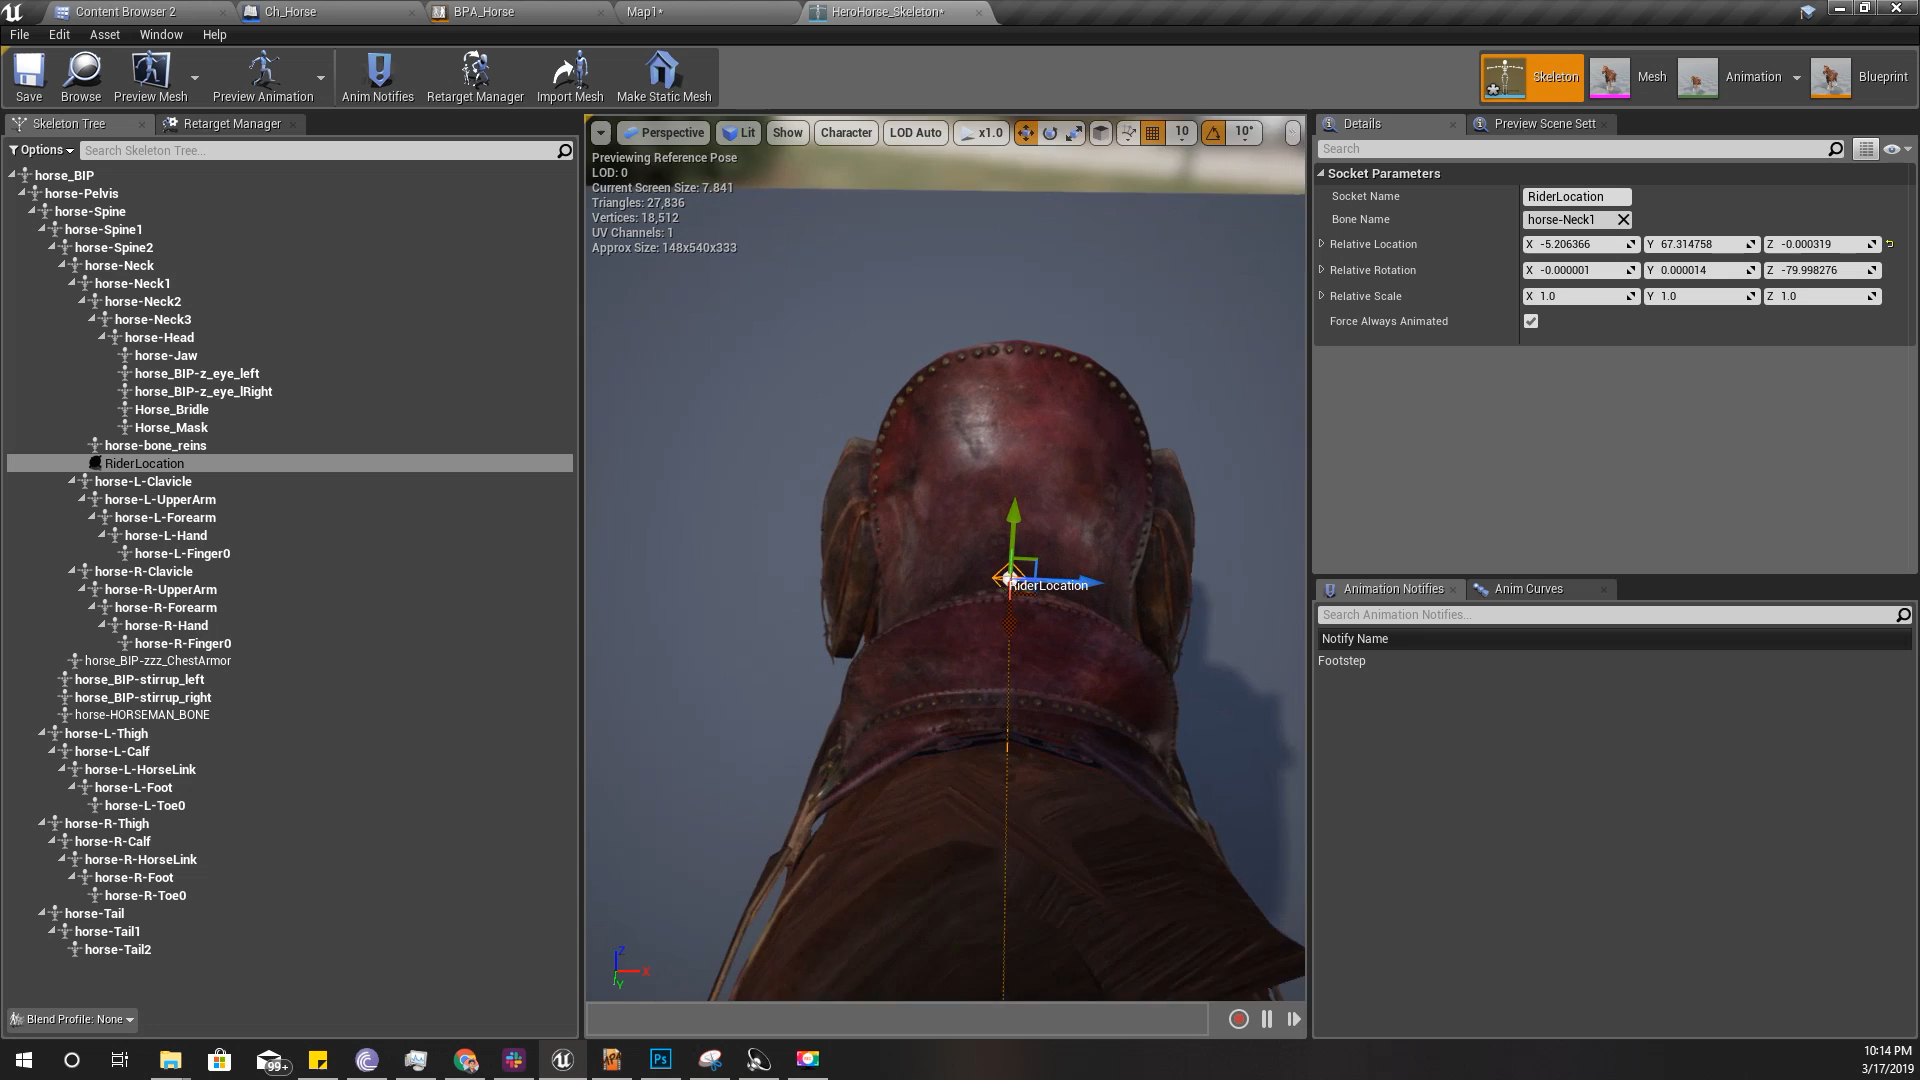 Content Browser 2
Ch_Horse
BPA_Horse
Map1*
HeroHorse_Skeleton*
File Edit Asset Window Help
Save
Browse
Preview Mesh
Preview Animation
Anim Notifies
Retarget Manager
Import Mesh
Make Static Mesh
Skeleton
Mesh
Animation
Blueprint
Skeleton Tree
Retarget Manager
Options
Search Skeleton Tree...
horse_BIP
horse-Pelvis
horse-Spine
horse-Spine1
horse-Spine2
horse-Neck
horse-Neck1
horse-Neck2
horse-Neck3
horse-Head
horse-Jaw
horse_BIP-z_eye_left
horse_BIP-z_eye_lRight
Horse_Bridle
Horse_Mask
horse-bone_reins
RiderLocation
horse-L-Clavicle
horse-L-UpperArm
horse-L-Forearm
horse-L-Hand
horse-L-Finger0
horse-R-Clavicle
horse-R-UpperArm
horse-R-Forearm
horse-R-Hand
horse-R-Finger0
horse_BIP-zzz_ChestArmor
horse_BIP-stirrup_left
horse_BIP-stirrup_right
horse-HORSEMAN_BONE
horse-L-Thigh
horse-L-Calf
horse-L-HorseLink
horse-L-Foot
horse-L-Toe0
horse-R-Thigh
horse-R-Calf
horse-R-HorseLink
horse-R-Foot
horse-R-Toe0
horse-Tail
horse-Tail1
horse-Tail2
Blend Profile: None
Perspective Lit Show Character LOD Auto x1.0 10 10°
Previewing Reference Pose
LOD: 0
Current Screen Size: 7.841
Triangles: 27,836
Vertices: 18,512
UV Channels: 1
Approx Size: 148x540x333
RiderLocation
Z
X
Y
Details
Preview Scene Sett
Search
Socket Parameters
Socket Name RiderLocation
Bone Name horse-Neck1
Relative Location X -5.206366 Y 67.314758 Z -0.000319
Relative Rotation X -0.000001 Y 0.000014 Z -79.998276
Relative Scale X 1.0 Y 1.0 Z 1.0
Force Always Animated
Animation Notifies
Anim Curves
Search Animation Notifies...
Notify Name
Footstep
99+
Ps
10:14 PM
3/17/2019